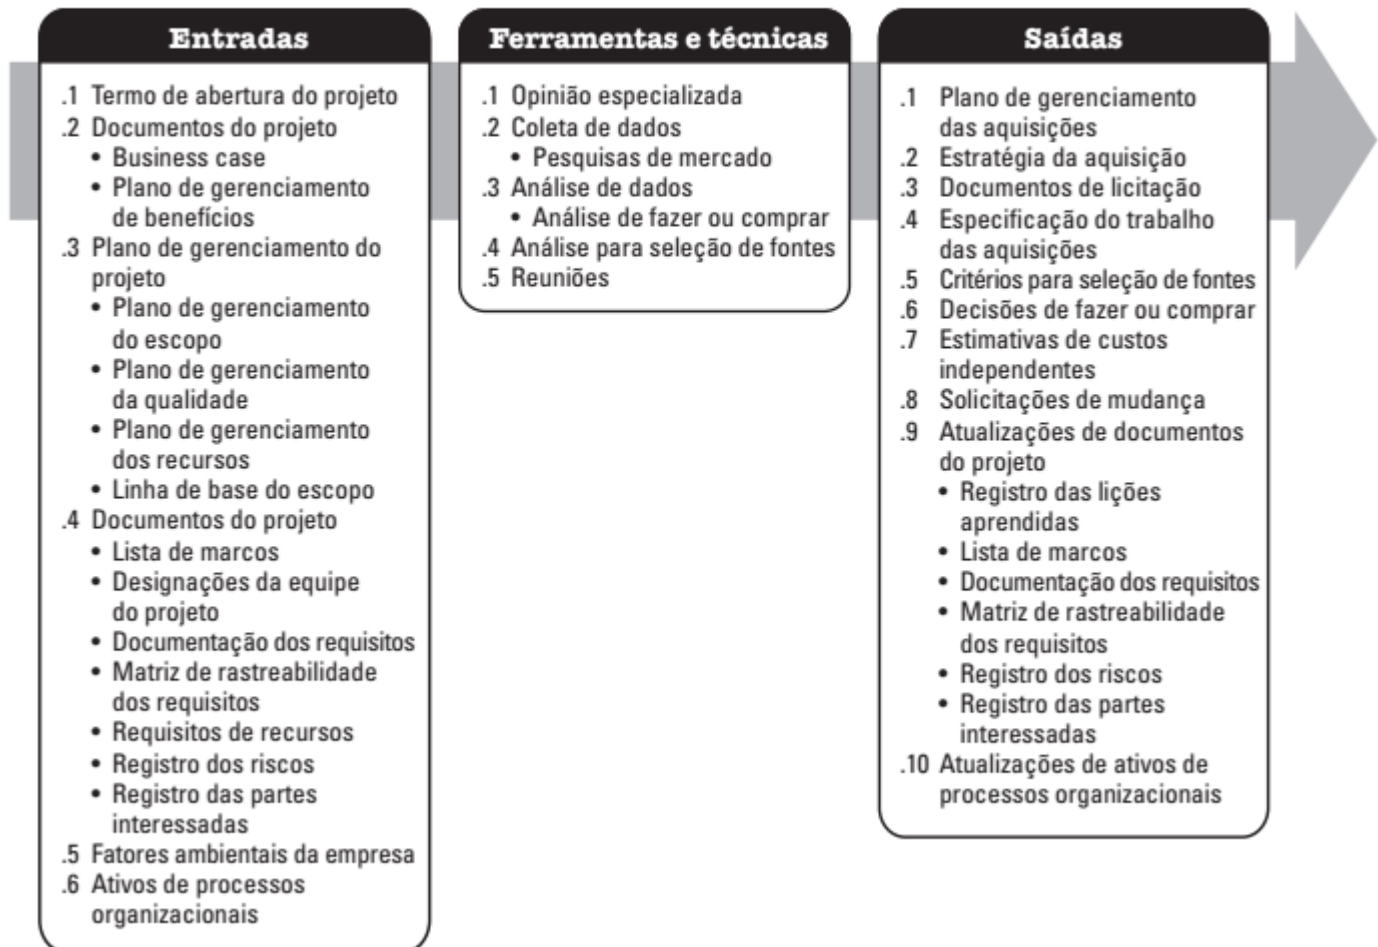 Entradas
.1 Termo de abertura do projeto
.2 Documentos do projeto
• Business case
• Plano de gerenciamento
de benefícios
.3 Plano de gerenciamento do
projeto
• Plano de gerenciamento
do escopo
• Plano de gerenciamento
da qualidade
• Plano de gerenciamento
dos recursos
• Linha de base do escopo
.4 Documentos do projeto
• Lista de marcos
• Designações da equipe
do projeto
• Documentação dos requisitos
• Matriz de rastreabilidade
dos requisitos
• Requisitos de recursos
• Registro dos riscos
• Registro das partes
interessadas
.5 Fatores ambientais da empresa
.6 Ativos de processos
organizacionais
Ferramentas e técnicas
.1 Opinião especializada
.2 Coleta de dados
• Pesquisas de mercado
.3 Análise de dados
• Análise de fazer ou comprar
.4 Análise para seleção de fontes
.5 Reuniões
Saídas
.1 Plano de gerenciamento
das aquisições
.2 Estratégia da aquisição
.3 Documentos de licitação
.4 Especificação do trabalho
das aquisições
.5 Critérios para seleção de fontes
.6 Decisões de fazer ou comprar
.7 Estimativas de custos
independentes
.8 Solicitações de mudança
.9 Atualizações de documentos
do projeto
• Registro das lições
aprendidas
• Lista de marcos
• Documentação dos requisitos
• Matriz de rastreabilidade
dos requisitos
• Registro dos riscos
• Registro das partes
interessadas
.10 Atualizações de ativos de
processos organizacionais